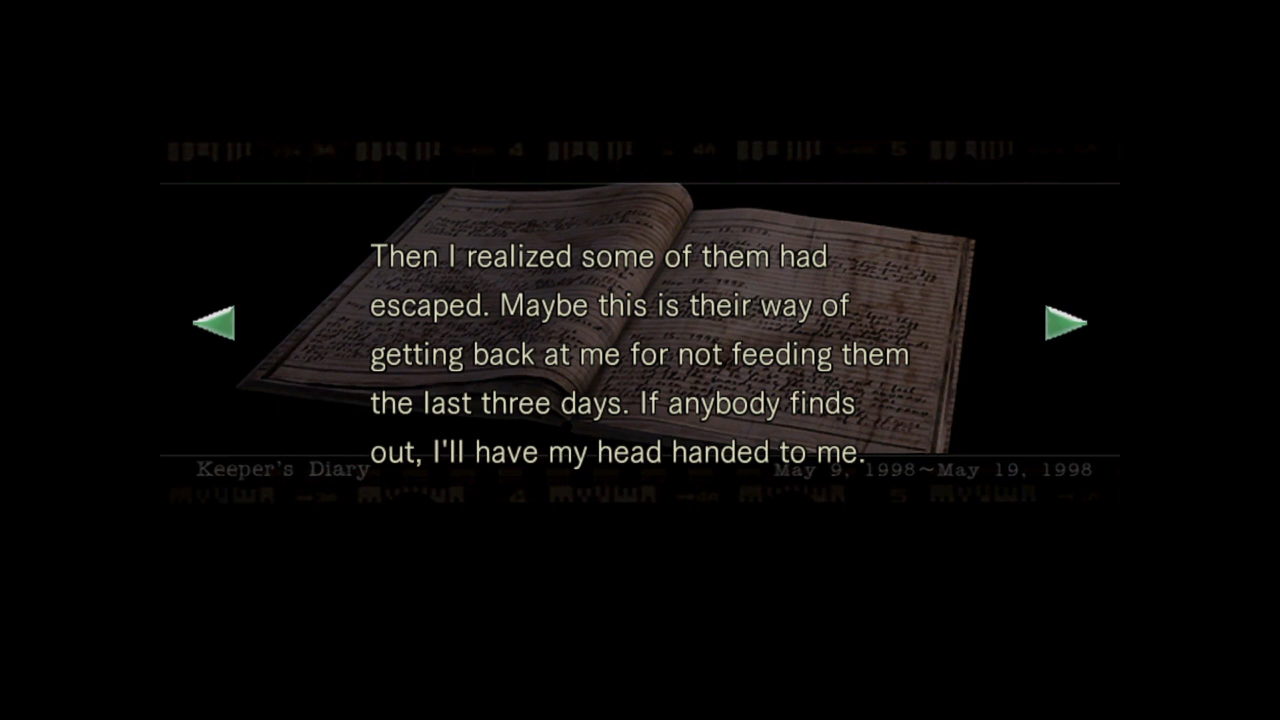 Then I realized some of them had
escaped. Maybe this is their way of
getting back at me for not feeding them
the last three days. If anybody finds
out, I'll have my head handed to me.
Keeper's Diary
May 9, 1998~May 19, 1998